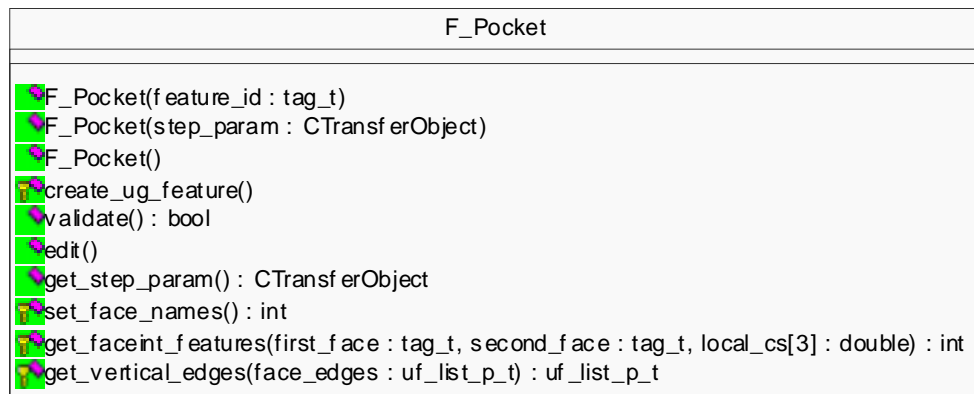 F_Pocket
F_Pocket(feature_id : tag_t)
F_Pocket(step_param : CTransferObject)
F_Pocket()
create_ug_feature()
validate() : bool
edit()
get_step_param() : CTransferObject
set_face_names() : int
get_faceint_features(first_face : tag_t, second_face : tag_t, local_cs[3] : double) : int
get_vertical_edges(face_edges : uf_list_p_t) : uf_list_p_t